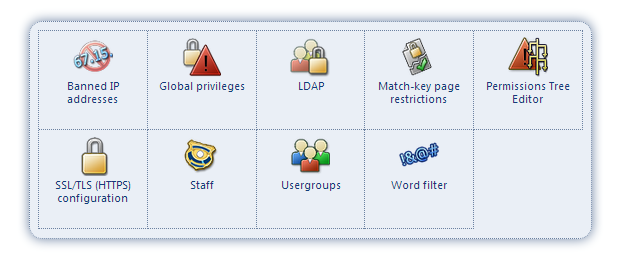 67.15.
Banned IP
addresses
Global privileges
LDAP
Match-key page
restrictions
Permissions Tree
Editor
SSL/TLS (HTTPS)
configuration
Staff
Usergroups
!&@#
Word filter